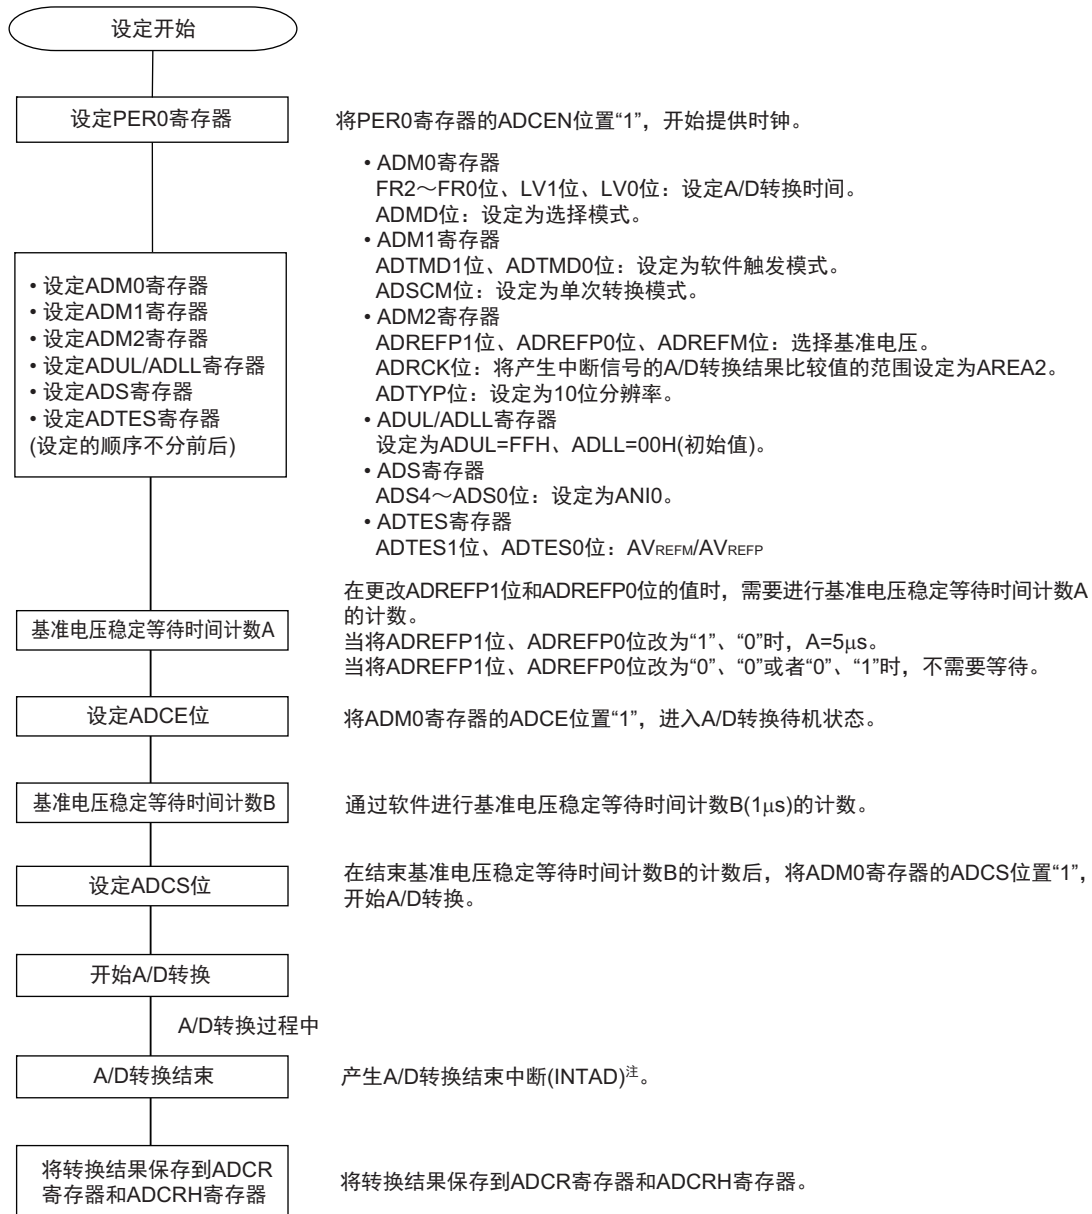 设定开始
设定PER0寄存器
将PER0寄存器的ADCEN位置“1”，开始提供时钟。
• 设定ADM0寄存器
• 设定ADM1寄存器
• 设定ADM2寄存器
• 设定ADUL/ADLL寄存器
• 设定ADS寄存器
• 设定ADTES寄存器
(设定的顺序不分前后)
• ADM0寄存器
FR2～FR0位、LV1位、LV0位：设定A/D转换时间。
ADMD位：设定为选择模式。
• ADM1寄存器
ADTMD1位、ADTMD0位：设定为软件触发模式。
ADSCM位：设定为单次转换模式。
• ADM2寄存器
ADREFP1位、ADREFP0位、ADREFM位：选择基准电压。
ADRCK位：将产生中断信号的A/D转换结果比较值的范围设定为AREA2。
ADTYP位：设定为10位分辨率。
• ADUL/ADLL寄存器
设定为ADUL=FFH、ADLL=00H(初始值)。
• ADS寄存器
ADS4～ADS0位：设定为ANI0。
• ADTES寄存器
ADTES1位、ADTES0位：AVREFM/AVREFP
基准电压稳定等待时间计数A
在更改ADREFP1位和ADREFP0位的值时，需要进行基准电压稳定等待时间计数A
的计数。
当将ADREFP1位、ADREFP0位改为“1”、“0”时，A=5μs。
当将ADREFP1位、ADREFP0位改为“0”、“0”或者“0”、“1”时，不需要等待。
设定ADCE位
将ADM0寄存器的ADCE位置“1”，进入A/D转换待机状态。
基准电压稳定等待时间计数B
通过软件进行基准电压稳定等待时间计数B(1μs)的计数。
设定ADCS位
在结束基准电压稳定等待时间计数B的计数后，将ADM0寄存器的ADCS位置“1”，
开始A/D转换。
开始A/D转换
A/D转换过程中
A/D转换结束
产生A/D转换结束中断(INTAD)注。
将转换结果保存到ADCR
寄存器和ADCRH寄存器
将转换结果保存到ADCR寄存器和ADCRH寄存器。